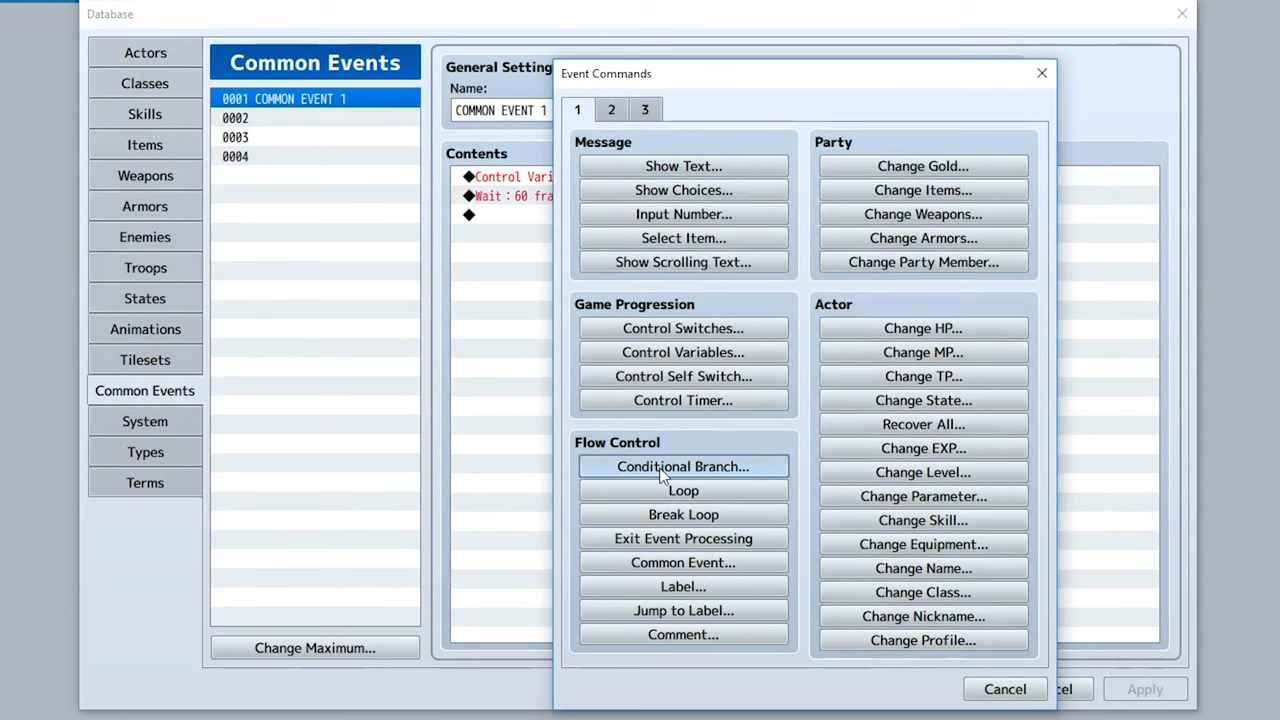 Database
Actors
Classes
Skills
Items
Weapons
Armors
Enemies
Troops
States
Animations
Tilesets
Common Events
System
Types
Terms
Common Events
0001 COMMON EVENT 1
0002
0003
0004
Change Maximum...
General Setting
Name:
COMMON EVENT 1
Contents
◆Control Vari
◆Wait：60 fra
◆
Event Commands
1 2 3
Message
Show Text...
Show Choices...
Input Number...
Select Item...
Show Scrolling Text...
Game Progression
Control Switches...
Control Variables...
Control Self Switch...
Control Timer...
Flow Control
Conditional Branch...
Loop
Break Loop
Exit Event Processing
Common Event...
Label...
Jump to Label...
Comment...
Party
Change Gold...
Change Items...
Change Weapons...
Change Armors...
Change Party Member...
Actor
Change HP...
Change MP...
Change TP...
Change State...
Recover All...
Change EXP...
Change Level...
Change Parameter...
Change Skill...
Change Equipment...
Change Name...
Change Class...
Change Nickname...
Change Profile...
Cancel
cel
Apply